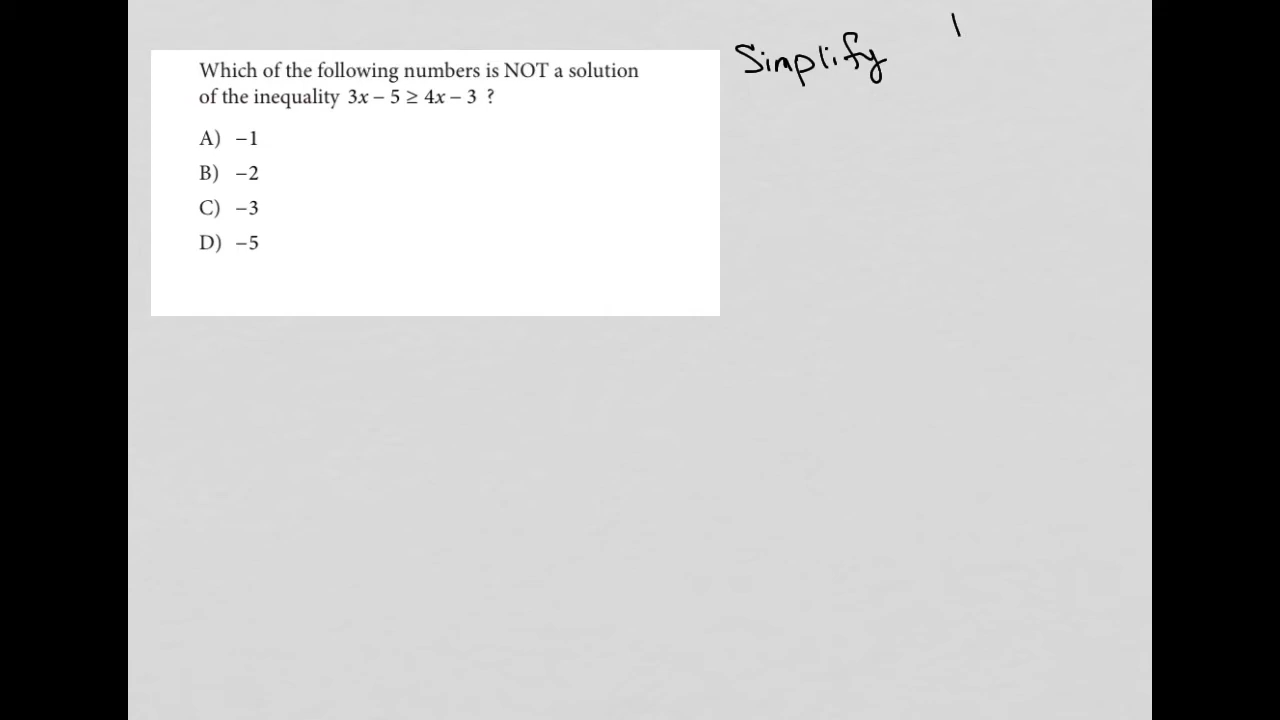 Which of the following numbers is NOT a solution
of the inequality 3x − 5 ≥ 4x − 3 ?
A) −1
B) −2
C) −3
D) −5
Simplify